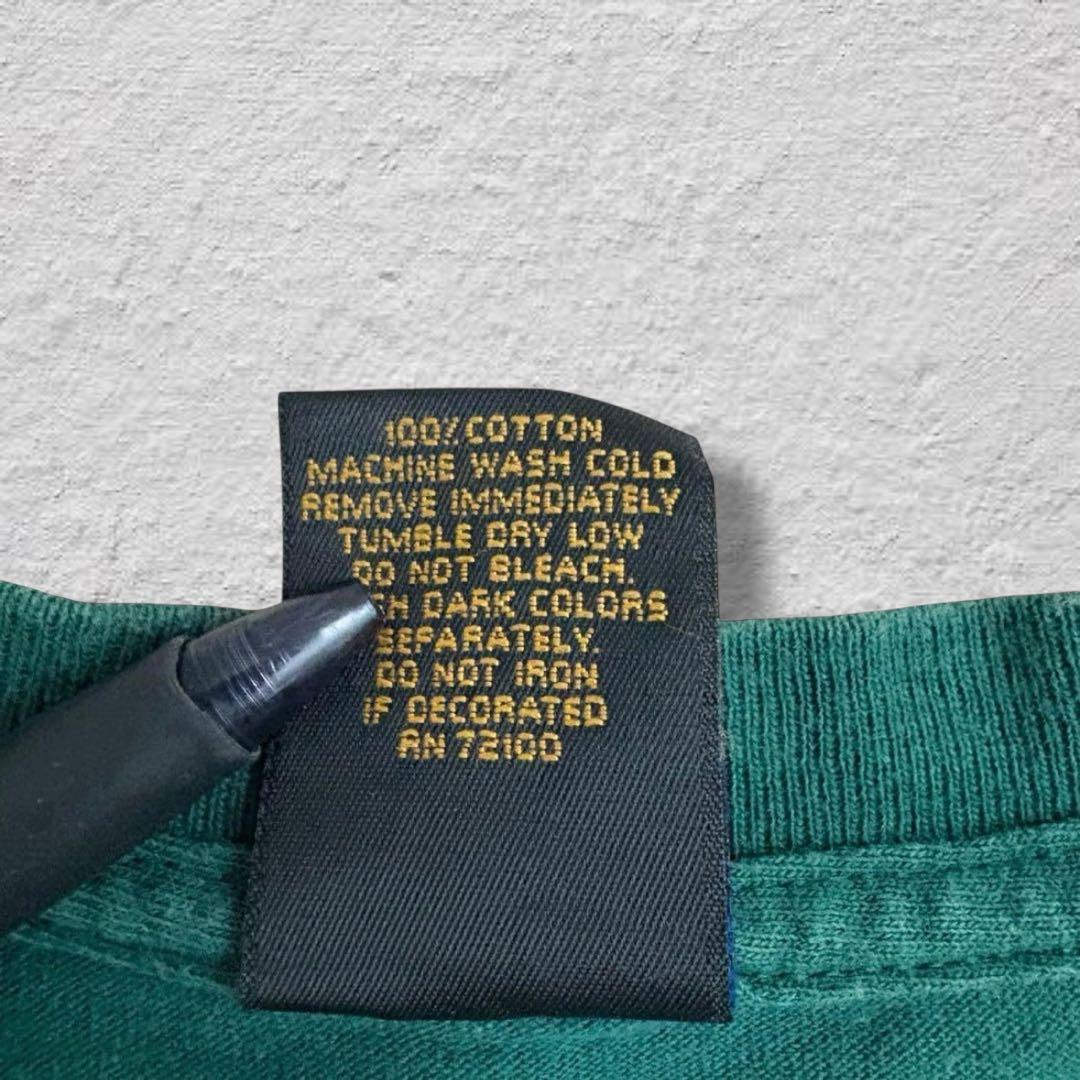 100% COTTON
MACHINE WASH COLD
REMOVE IMMEDIATELY
TUMBLE DRY LOW
DO NOT BLEACH.
DARK COLORS
SEPARATELY.
DO NOT IRON
IF DECORATED
RN 72100